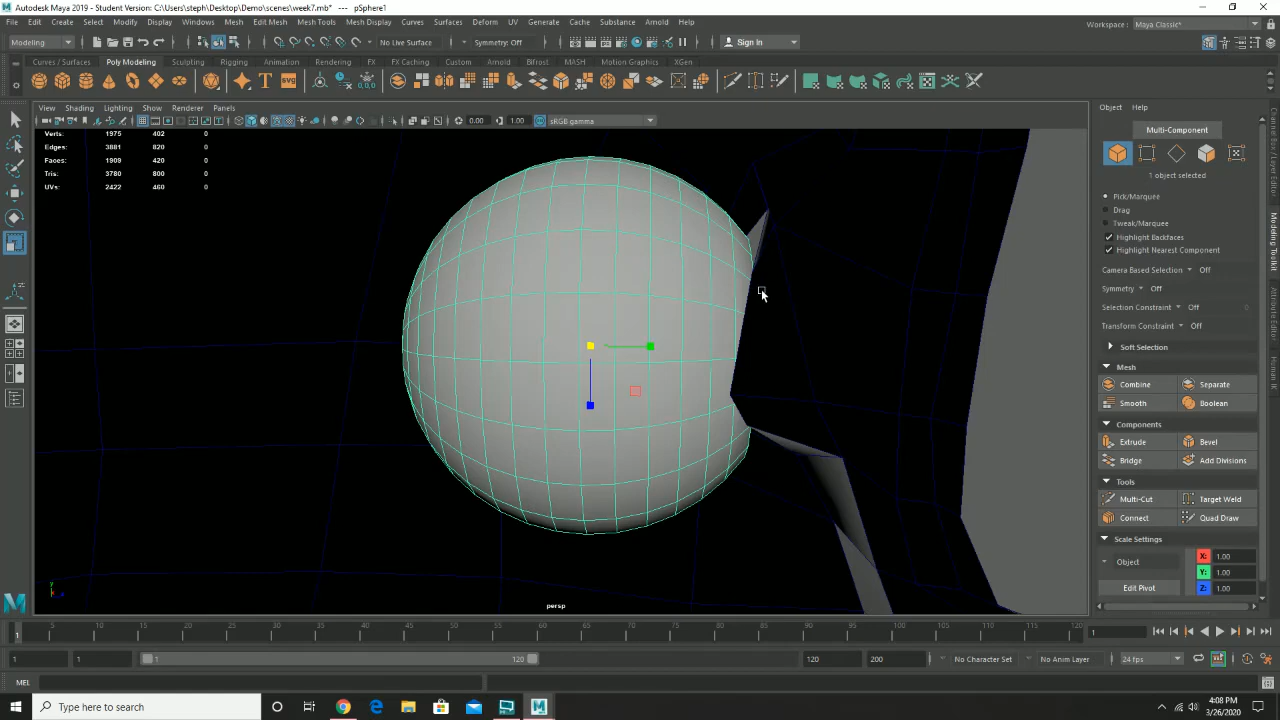 Autodesk Maya 2019 - Student Version: C:\Users\steph\Desktop\Demo\scenes\week7.mb* --- pSphere1
File Edit Create Select Modify Display Windows Mesh Edit Mesh Mesh Tools Mesh Display Curves Surfaces Deform UV Generate Cache Substance Arnold Help
Workspace : Maya Classic*
Modeling No Live Surface Symmetry: Off Sign In
Curves / Surfaces Poly Modeling Sculpting Rigging Animation Rendering FX FX Caching Custom Arnold Bifrost MASH Motion Graphics XGen
View Shading Lighting Show Renderer Panels
0.00 1.00 sRGB gamma
Verts: 1975 402 0
Edges: 3881 820 0
Faces: 1909 420 0
Tris: 3780 800 0
UVs: 2422 460 0
persp
Object Help
Multi-Component
1 object selected
Pick/Marquee
Drag
Tweak/Marquee
Highlight Backfaces
Highlight Nearest Component
Camera Based Selection Off
Symmetry Off
Selection Constraint Off
Transform Constraint Off
Soft Selection
Mesh
Combine Separate
Smooth Boolean
Components
Extrude Bevel
Bridge Add Divisions
Tools
Multi-Cut Target Weld
Connect Quad Draw
Scale Settings
X: 1.00
Object Y: 1.00
Edit Pivot Z: 1.00
Channel Box / Layer Editor
Modeling Toolkit
Attribute Editor
1 5 10 15 20 25 30 35 40 45 50 55 60 65 70 75 80 85 90 95 100 105 110 115 120 1
1 1 1 120 120 200 No Character Set No Anim Layer 24 fps
MEL
Type here to search
4:08 PM
3/26/2020